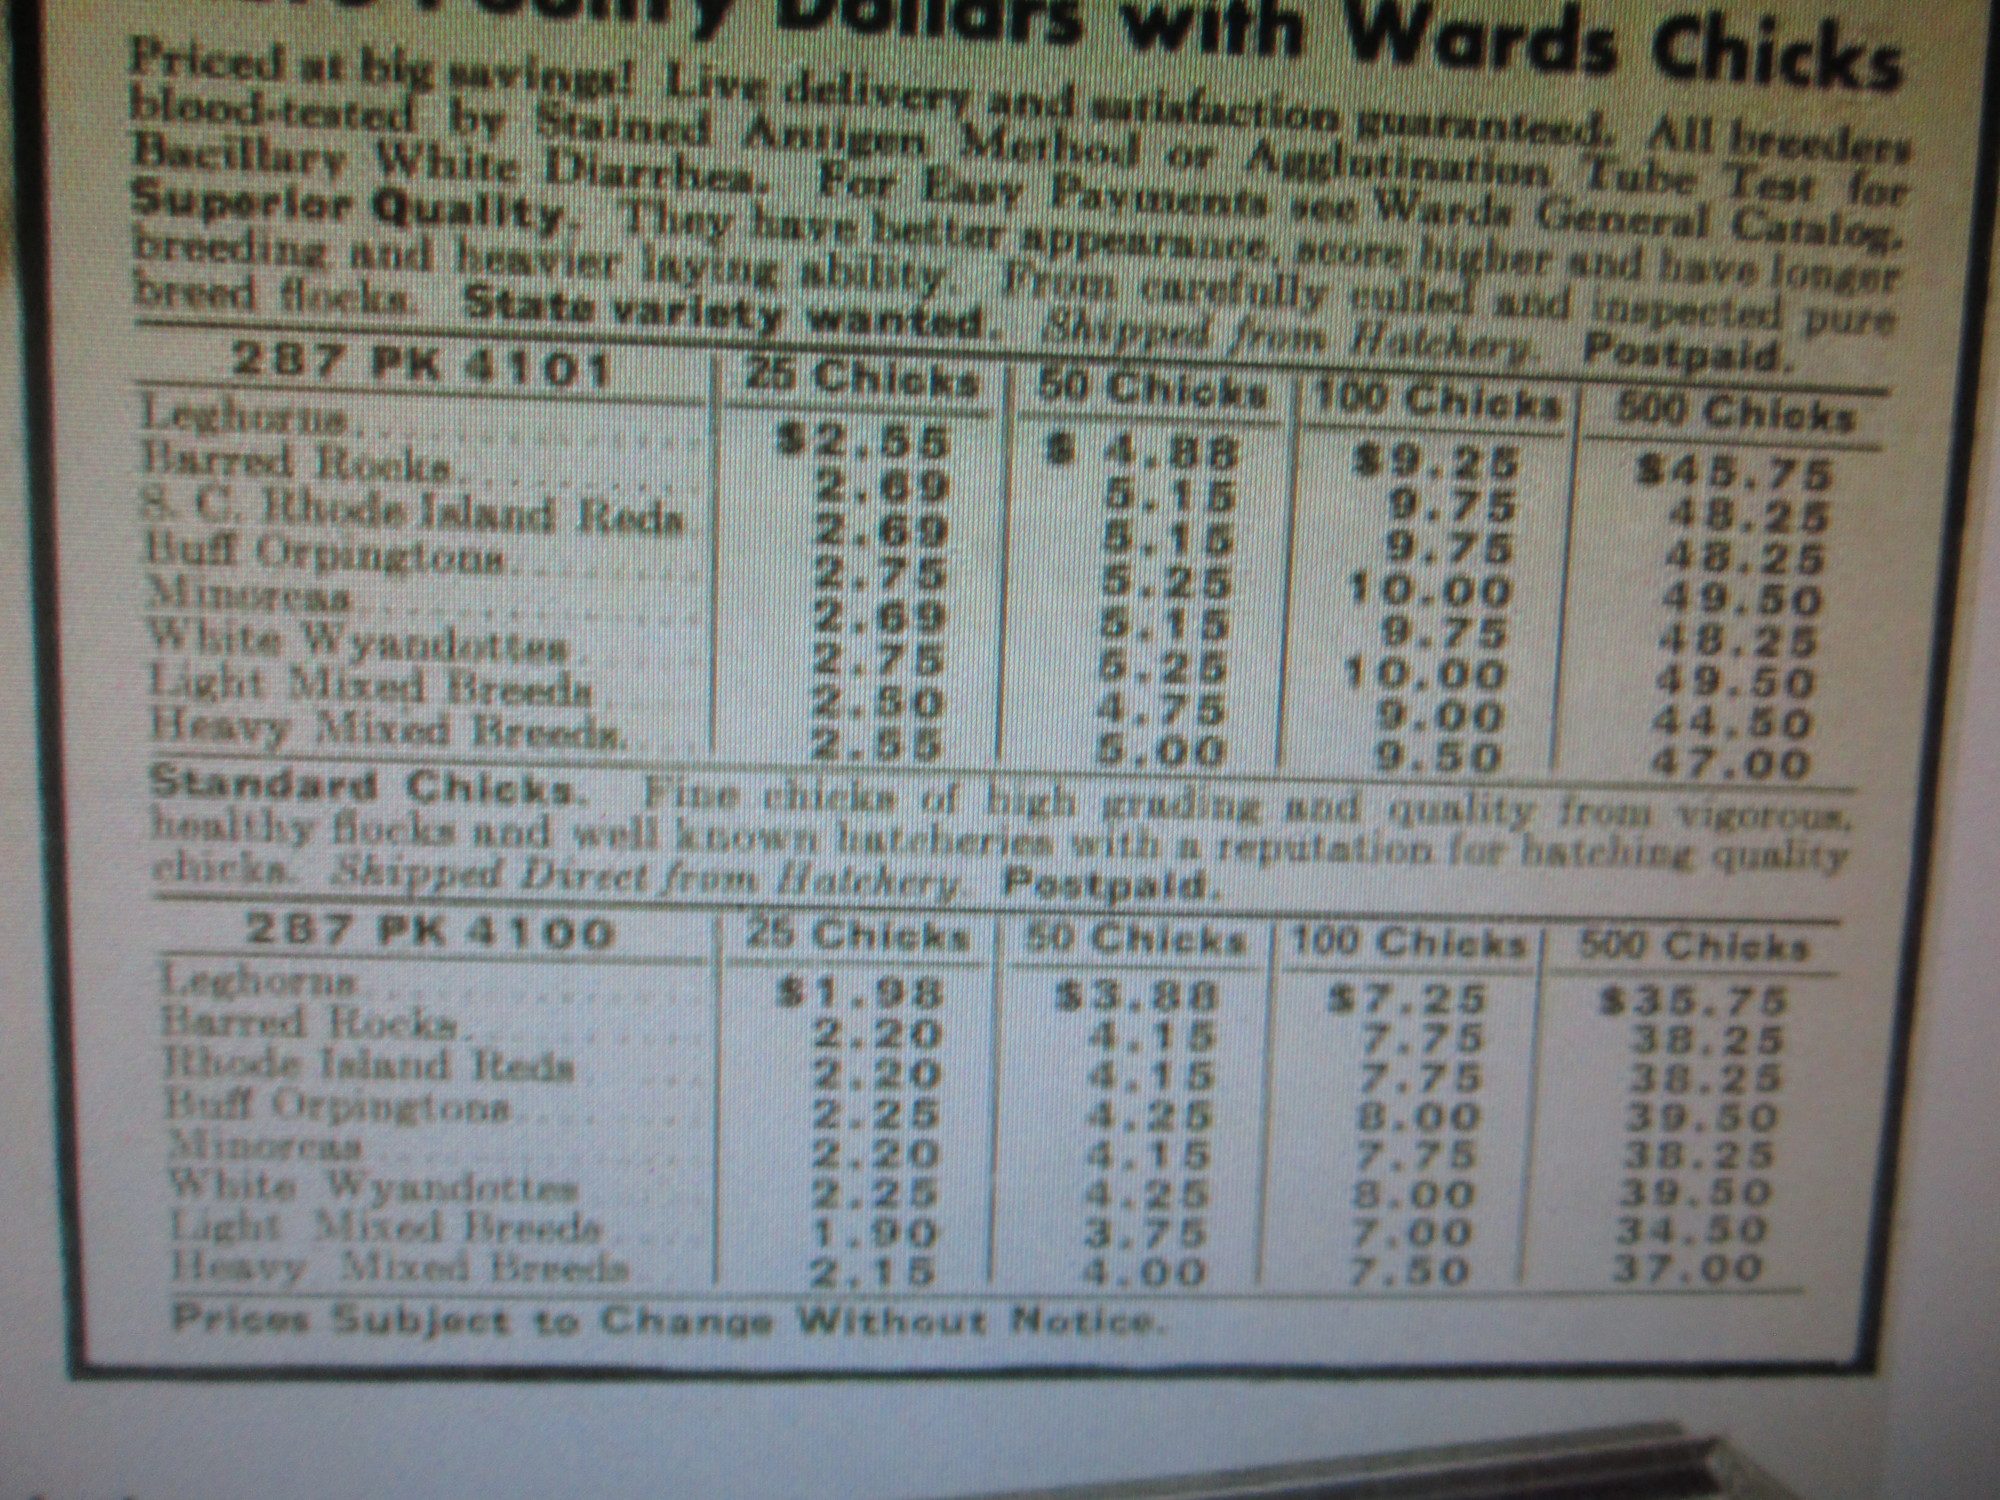 Poultry Dollars with Wards Chicks
Priced at big savings! Live delivery and satisfaction guaranteed. All breeders
blood-tested by Stained Antigen Method or Agglutination Tube Test for
Bacillary White Diarrhea. For Easy Payments see Wards General Catalog.
Superior Quality. They have better appearance, score higher and have longer
breeding and heavier laying ability. From carefully culled and inspected pure
breed flocks. State variety wanted. Shipped from Hatchery. Postpaid.
287 PK 4101 25 Chicks 50 Chicks 100 Chicks 500 Chicks
Leghorns $2.55 $ 4.88 $9.25 $45.75
Barred Rocks 2.69 5.15 9.75 48.25
S. C. Rhode Island Reds 2.69 5.15 9.75 48.25
Buff Orpingtons 2.75 5.25 10.00 49.50
Minorcas 2.69 5.15 9.75 48.25
White Wyandottes 2.75 5.25 10.00 49.50
Light Mixed Breeds 2.50 4.75 9.00 44.50
Heavy Mixed Breeds 2.55 5.00 9.50 47.00
Standard Chicks. Fine chicks of high grading and quality from vigorous,
healthy flocks and well known hatcheries with a reputation for hatching quality
chicks. Shipped Direct from Hatchery. Postpaid.
287 PK 4100 25 Chicks 50 Chicks 100 Chicks 500 Chicks
Leghorns $1.98 $3.88 $7.25 $35.75
Barred Rocks 2.20 4.15 7.75 38.25
Rhode Island Reds 2.20 4.15 7.75 38.25
Buff Orpingtons 2.25 4.25 8.00 39.50
Minorcas 2.20 4.15 7.75 38.25
White Wyandottes 2.25 4.25 8.00 39.50
Light Mixed Breeds 1.90 3.75 7.00 34.50
Heavy Mixed Breeds 2.15 4.00 7.50 37.00
Prices Subject to Change Without Notice.